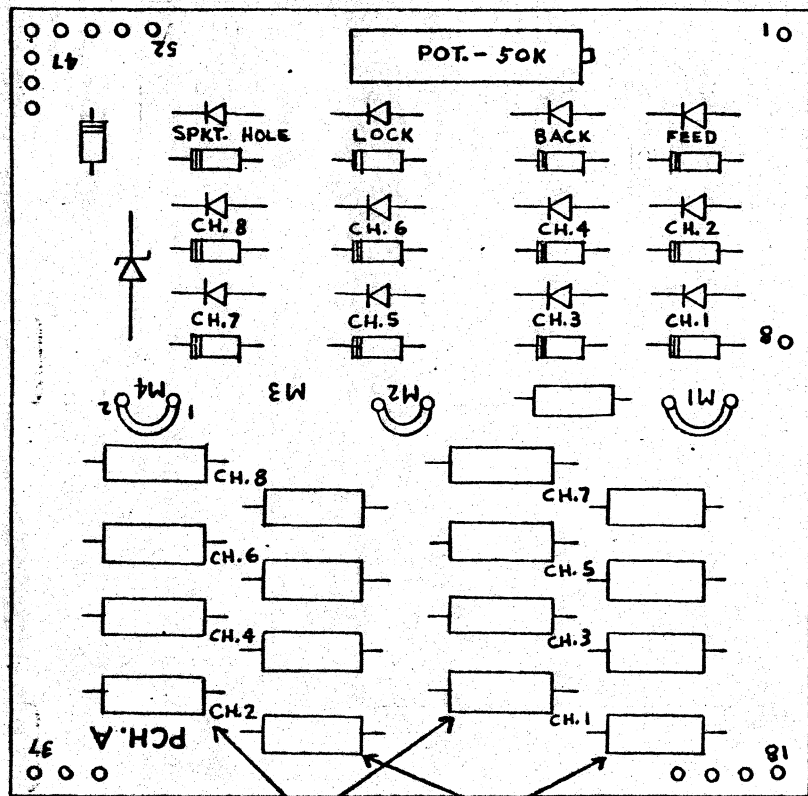 47 52 1
POT.- 50K
SPKT. HOLE LOCK BACK FEED
CH. 8 CH. 6 CH. 4 CH. 2
CH.7 CH.5 CH.3 CH.1
8
M4 M3 M2 M1
2 1
CH.8 CH.7
CH.6 CH.5
CH.4 CH.3
CH.2 CH.1
PCH. A
37 18